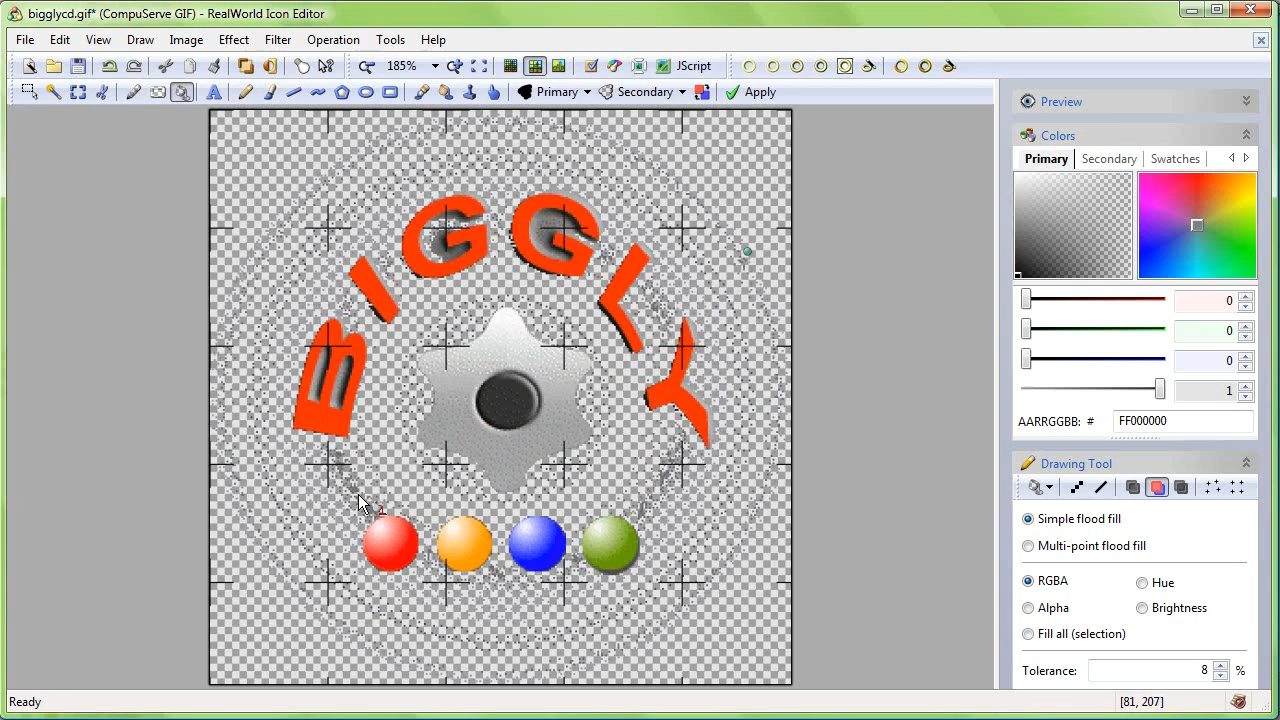 bigglycd.gif* (CompuServe GIF) - RealWorld Icon Editor
File Edit View Draw Image Effect Filter Operation Tools Help
185% JScript
Primary Secondary Apply
Preview
Colors
Primary Secondary Swatches
BIGGLY
0
0
0
1
AARRGGBB: # FF000000
Drawing Tool
Simple flood fill
Multi-point flood fill
RGBA Hue
Alpha Brightness
Fill all (selection)
Tolerance: 8 %
Ready [81, 207]